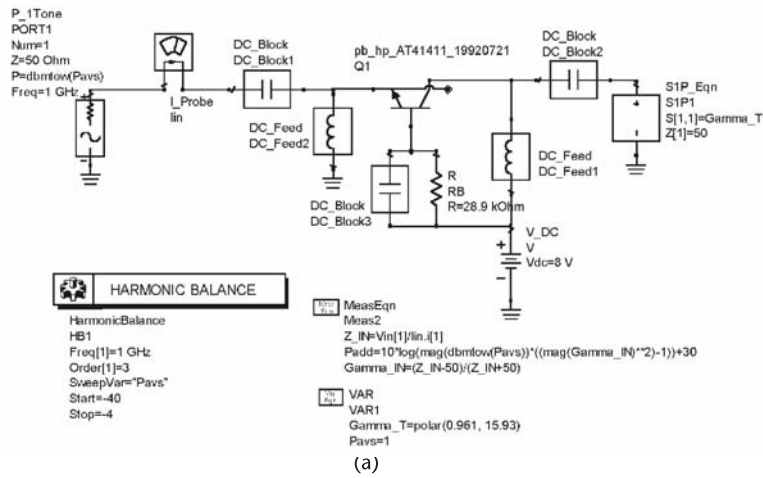 P_1Tone
PORT1
Num=1
Z=50 Ohm
P=dbmtow(Pavs)
Freq=1 GHz
I_Probe
Iin
DC_Block
DC_Block1
DC_Feed
DC_Feed2
pb_hp_AT41411_19920721
Q1
DC_Block
DC_Block2
S1P_Eqn
S1P1
S[1,1]=Gamma_T
Z[1]=50
DC_Feed
DC_Feed1
DC_Block
DC_Block3
R
RB
R=28.9 kOhm
V_DC
V
Vdc=8 V
HARMONIC BALANCE
HarmonicBalance
HB1
Freq[1]=1 GHz
Order[1]=3
SweepVar="Pavs"
Start=-40
Stop=-4
Meas
Eqn
MeasEqn
Meas2
Z_IN=Vin[1]/Iin.i[1]
Padd=10*log(mag(dbmtow(Pavs))*((mag(Gamma_IN)**2)-1))+30
Gamma_IN=(Z_IN-50)/(Z_IN+50)
Var
Eqn
VAR
VAR1
Gamma_T=polar(0.961, 15.93)
Pavs=1
(a)